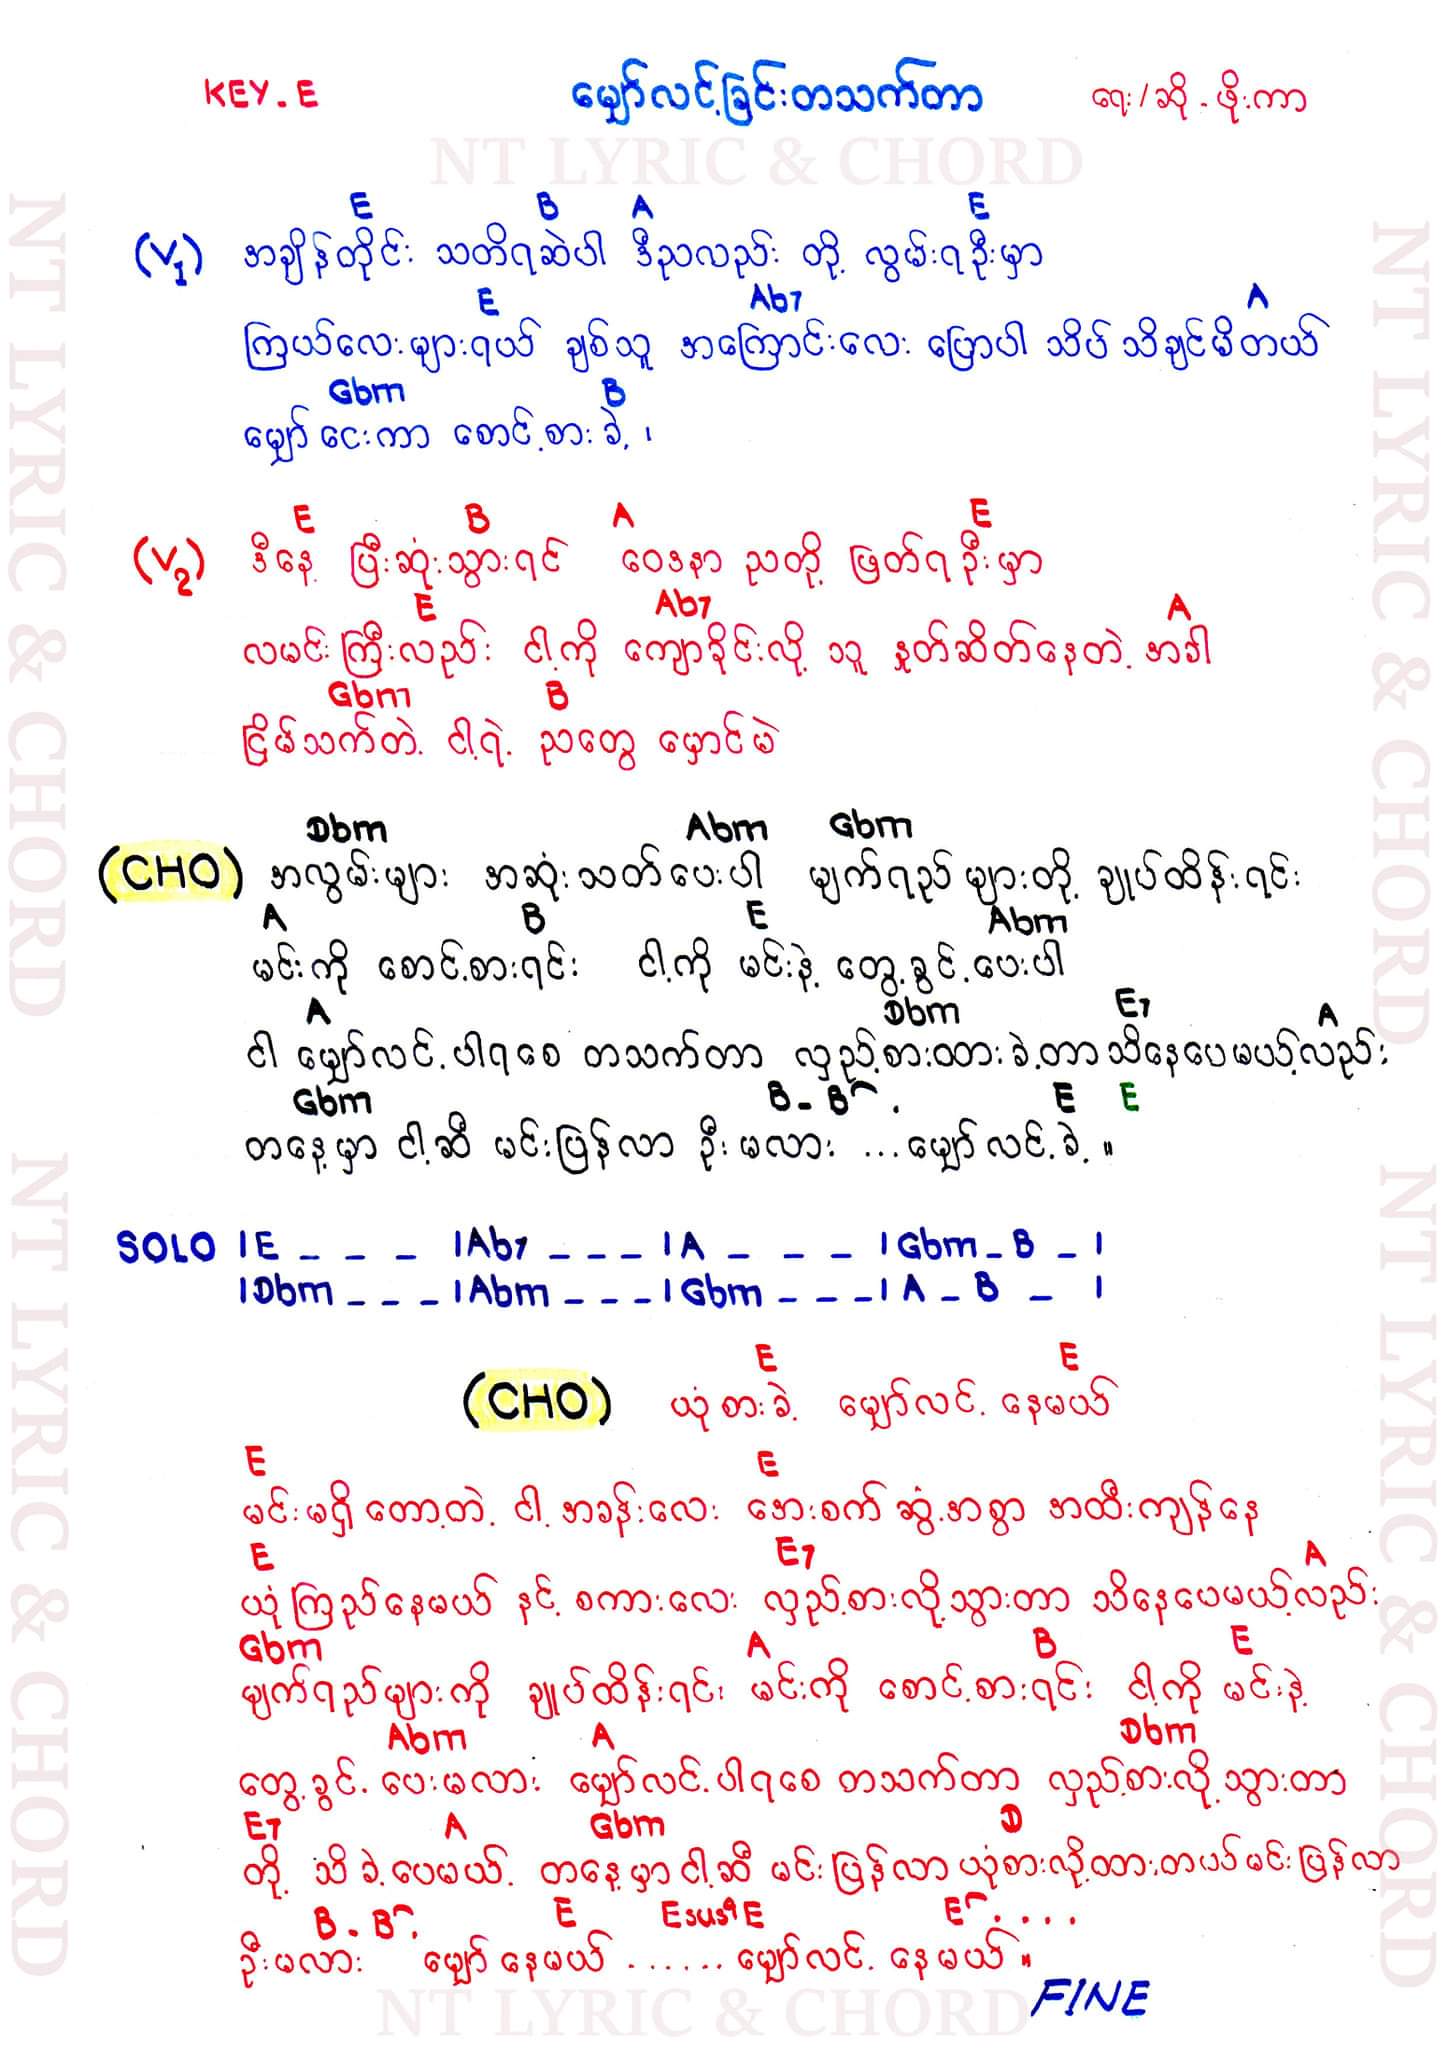 KEY - E မျှော်လင့်ခြင်းတသက်တာ ရေး/ဆို - ဖိုးကာ
NT LYRIC & CHORD
E B A E
(V1) အချိန်တိုင်း သတိရဆဲပါ ဒီညလည်း တို့ လွမ်းရဦးမှာ
E Ab7 A
ကြယ်လေးများရယ် ချစ်သူ အကြောင်းလေး ပြောပါ သိပ် သိချင်မိတယ်
Gbm B
မျှော်ငေးကာ စောင့်စားခဲ့၊
E B A E
(V2) ဒီနေ့ ပြီးဆုံးသွားရင် ဝေဒနာ ညတို့ ဖြတ်ရဦးမှာ
E Ab7 A
လမင်းကြီးလည်း ငါ့ကို ကျောခိုင်းလို့ သူ နှုတ်ဆိတ်နေတဲ့ အခါ
Gbm B
ငြိမ်သက်တဲ့ ငါ့ရဲ့ ညတွေ မှောင်မဲ
Dbm Abm Gbm
(CHO) အလွမ်းများ အဆုံးသတ်ပေးပါ မျက်ရည်များတို့ ချုပ်ထိန်းရင်း
A B E Abm
မင်းကို စောင့်စားရင်း ငါ့ကို မင်းနဲ့ တွေ့ခွင့်ပေးပါ
A Dbm E7 A
ငါ မျှော်လင့်ပါရစေ တသက်တာ လှည့်စားထားခဲ့တာသိနေပေမယ့်လည်း
Gbm B - B⌒ . E E
တနေ့မှာ ငါ့ဆီ မင်းပြန်လာ ဦးမလား ...မျှော်လင့်ခဲ့။
SOLO |E _ _ _ |Ab7 _ _ _ |A _ _ _ |Gbm _ B _ |
|Dbm _ _ _ |Abm _ _ _ |Gbm _ _ _ |A _ B _ |
E E
(CHO) ယုံစားခဲ့ မျှော်လင့်နေမယ်
E E
မင်းမရှိတော့တဲ့ ငါ့အခန်းလေး အေးစက်ဆွံ့အစွာ အထီးကျန်နေ
E E7 A
ယုံကြည်နေမယ် နင့်စကားလေး လှည့်စားလို့သွားတာ သိနေပေမယ့်လည်း
Gbm A B E
မျက်ရည်များကို ချုပ်ထိန်းရင်း မင်းကို စောင့်စားရင်း ငါ့ကို မင်းနဲ့
Abm A Dbm
တွေ့ခွင့် ပေးမလား မျှော်လင့်ပါရစေ တသက်တာ လှည့်စားလို့သွားတာ
E7 A Gbm D
တို့ သိခဲ့ပေမယ့် တနေ့မှာငါ့ဆီ မင်းပြန်လာ ယုံစားလို့ထားတယ်မင်းပြန်လာ
B - B⌒. E Esus4 E E⌒. . . .
ဦးမလား မျှော်နေမယ် ...... မျှော်လင့်နေမယ်။
FINE
NT LYRIC & CHORD
NT LYRIC & CHORD
NT LYRIC & CHORD
NT LYRIC & CHORD
NT LYRIC & CHORD